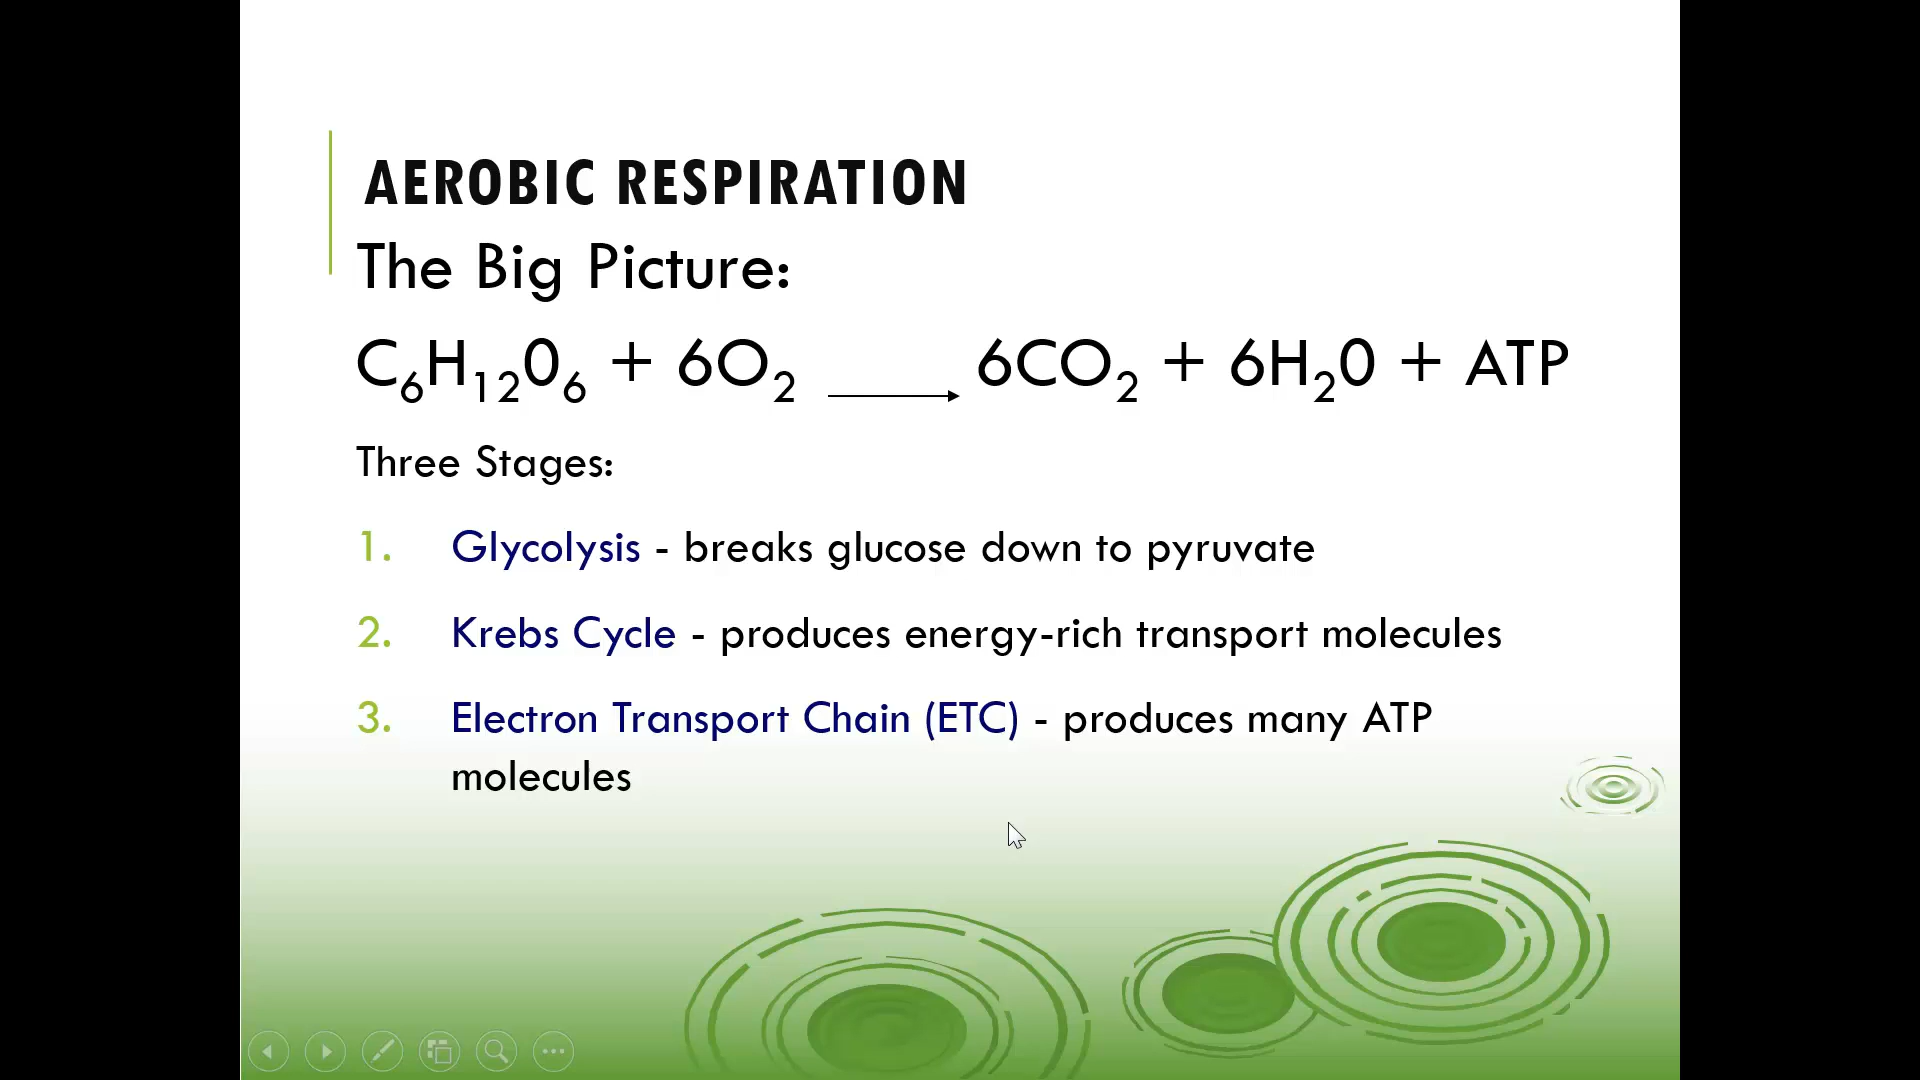 AEROBIC RESPIRATION
The Big Picture:
C₆H₁₂0₆ + 6O₂ → 6CO₂ + 6H₂0 + ATP
Three Stages:
1. Glycolysis - breaks glucose down to pyruvate
2. Krebs Cycle - produces energy-rich transport molecules
3. Electron Transport Chain (ETC) - produces many ATP
molecules